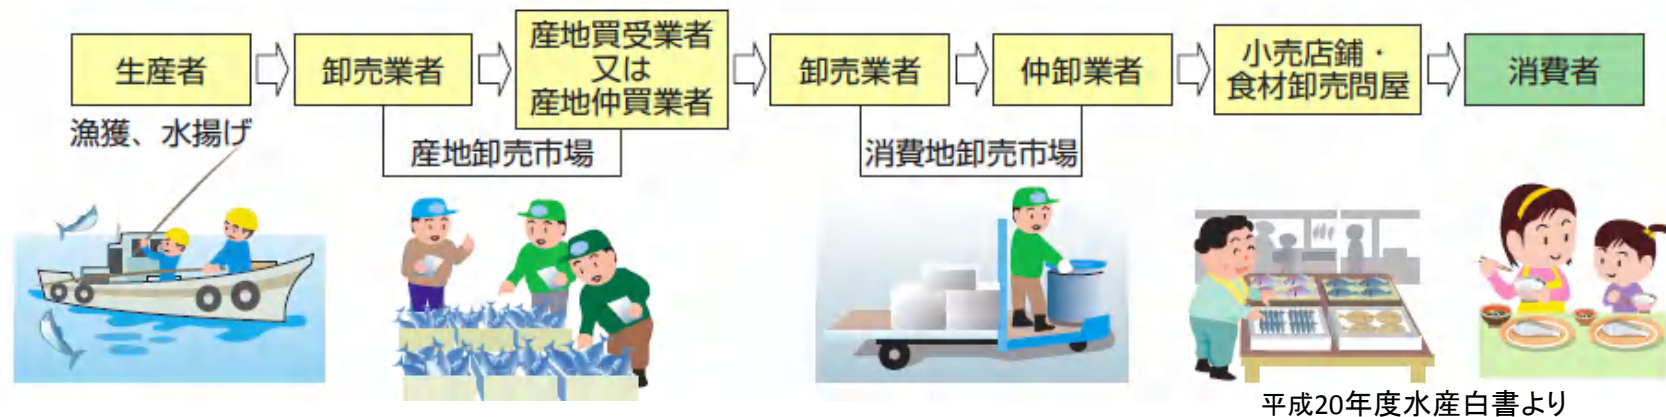 生産者
卸売業者
産地買受業者
又は
産地仲買業者
卸売業者
仲卸業者
小売店舗・
食材卸売問屋
消費者
漁獲、水揚げ
産地卸売市場
消費地卸売市場
平成20年度水産白書より